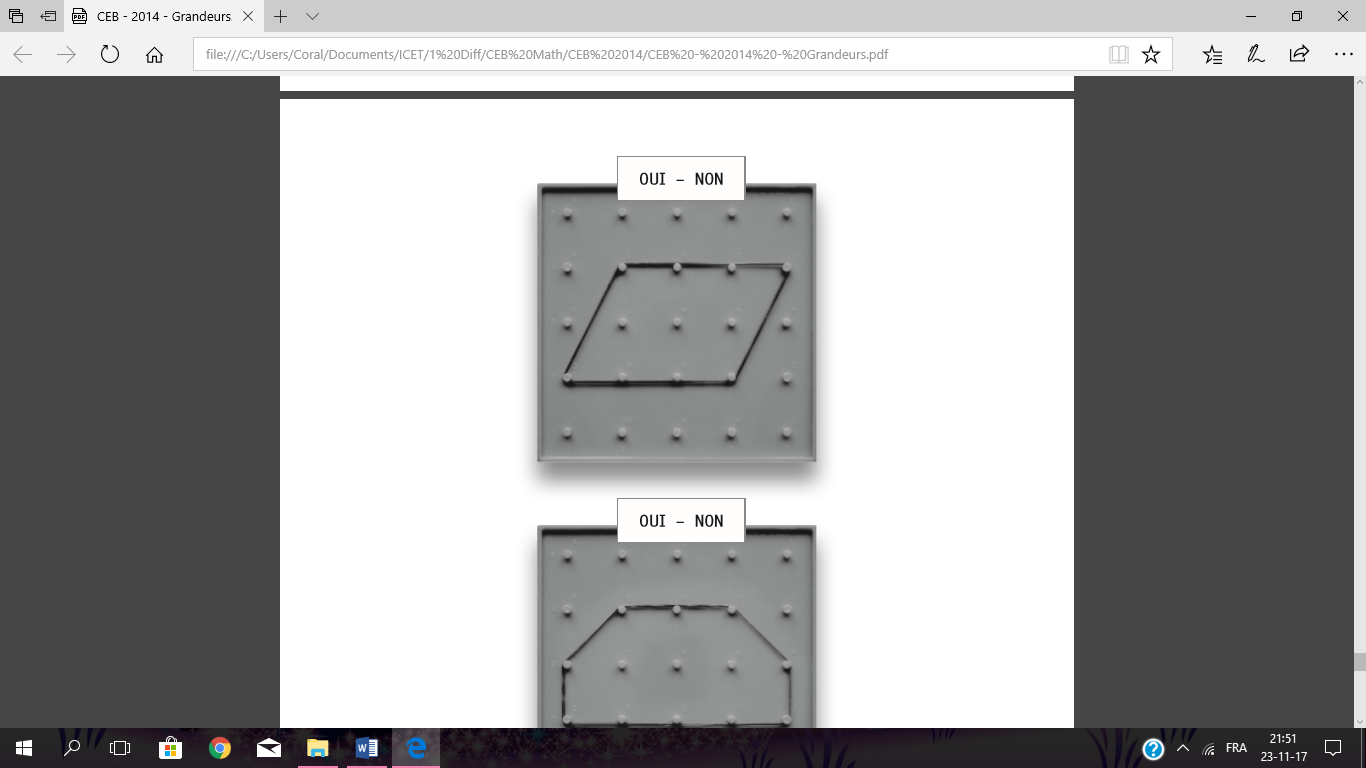 CEB - 2014 - Grandeurs
file:///C:/Users/Coral/Documents/ICET/1%20Diff/CEB%20Math/CEB%202014/CEB%20-%202014%20-%20Grandeurs.pdf
OUI – NON
OUI – NON
FRA
21:51
23-11-17